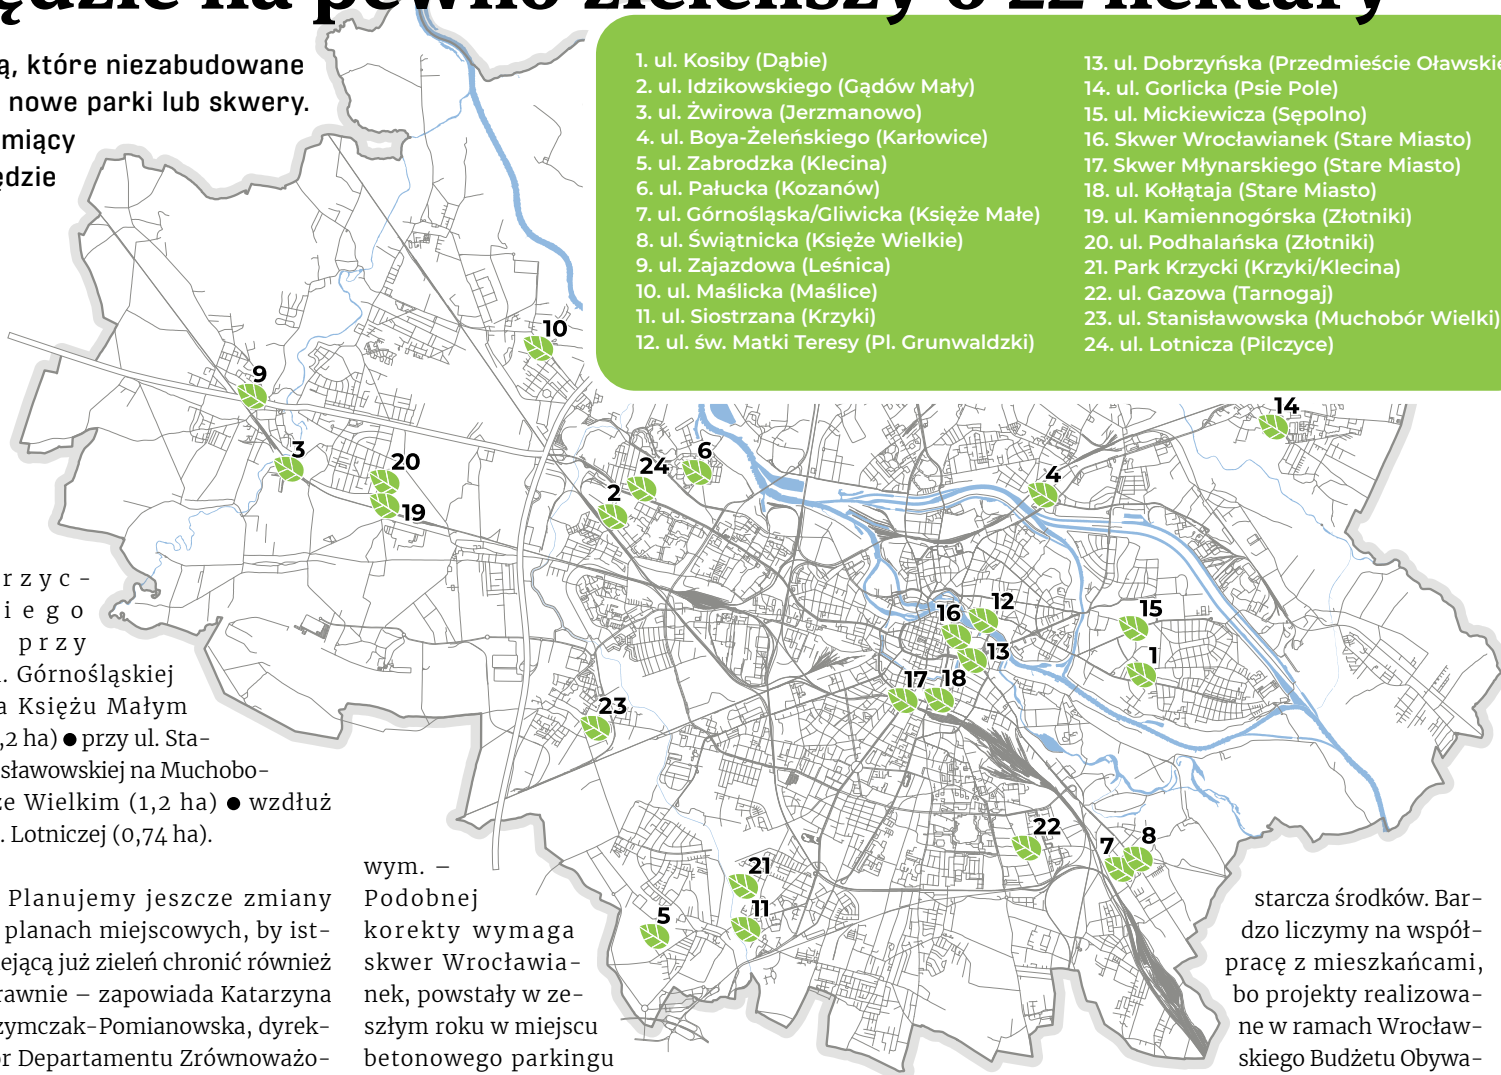 będzie na pewno zieleńszy o 22 hektary
ą, które niezabudowane
nowe parki lub skwery.
miący
ędzie
1. ul. Kosiby (Dąbie)
2. ul. Idzikowskiego (Gądów Mały)
3. ul. Żwirowa (Jerzmanowo)
4. ul. Boya-Żeleńskiego (Karłowice)
5. ul. Zabrodzka (Klecina)
6. ul. Pałucka (Kozanów)
7. ul. Górnośląska/Gliwicka (Księże Małe)
8. ul. Świątnicka (Księże Wielkie)
9. ul. Zajazdowa (Leśnica)
10. ul. Maślicka (Maślice)
11. ul. Siostrzana (Krzyki)
12. ul. św. Matki Teresy (Pl. Grunwaldzki)
13. ul. Dobrzyńska (Przedmieście Oławskie
14. ul. Gorlicka (Psie Pole)
15. ul. Mickiewicza (Sępolno)
16. Skwer Wrocławianek (Stare Miasto)
17. Skwer Młynarskiego (Stare Miasto)
18. ul. Kołłątaja (Stare Miasto)
19. ul. Kamiennogórska (Złotniki)
20. ul. Podhalańska (Złotniki)
21. Park Krzycki (Krzyki/Klecina)
22. ul. Gazowa (Tarnogaj)
23. ul. Stanisławowska (Muchobór Wielki)
24. ul. Lotnicza (Pilczyce)
10
9
14
3
20
24
6
4
2
19
12
16
15
13
1
17
18
23
22
7
8
21
11
5
rzyc-
iego
przy
. Górnośląskiej
a Księżu Małym
,2 ha) ● przy ul. Sta-
sławowskiej na Muchobo-
ze Wielkim (1,2 ha) ● wzdłuż
. Lotniczej (0,74 ha).
Planujemy jeszcze zmiany
planach miejscowych, by ist-
ejącą już zieleń chronić również
rawnie – zapowiada Katarzyna
zymczak-Pomianowska, dyrek-
or Departamentu Zrównoważo-
wym. –
Podobnej
korekty wymaga
skwer Wrocławia-
nek, powstały w ze-
szłym roku w miejscu
betonowego parkingu
starcza środków. Bar-
dzo liczymy na współ-
pracę z mieszkańcami,
bo projekty realizowa-
ne w ramach Wrocław-
skiego Budżetu Obywa-